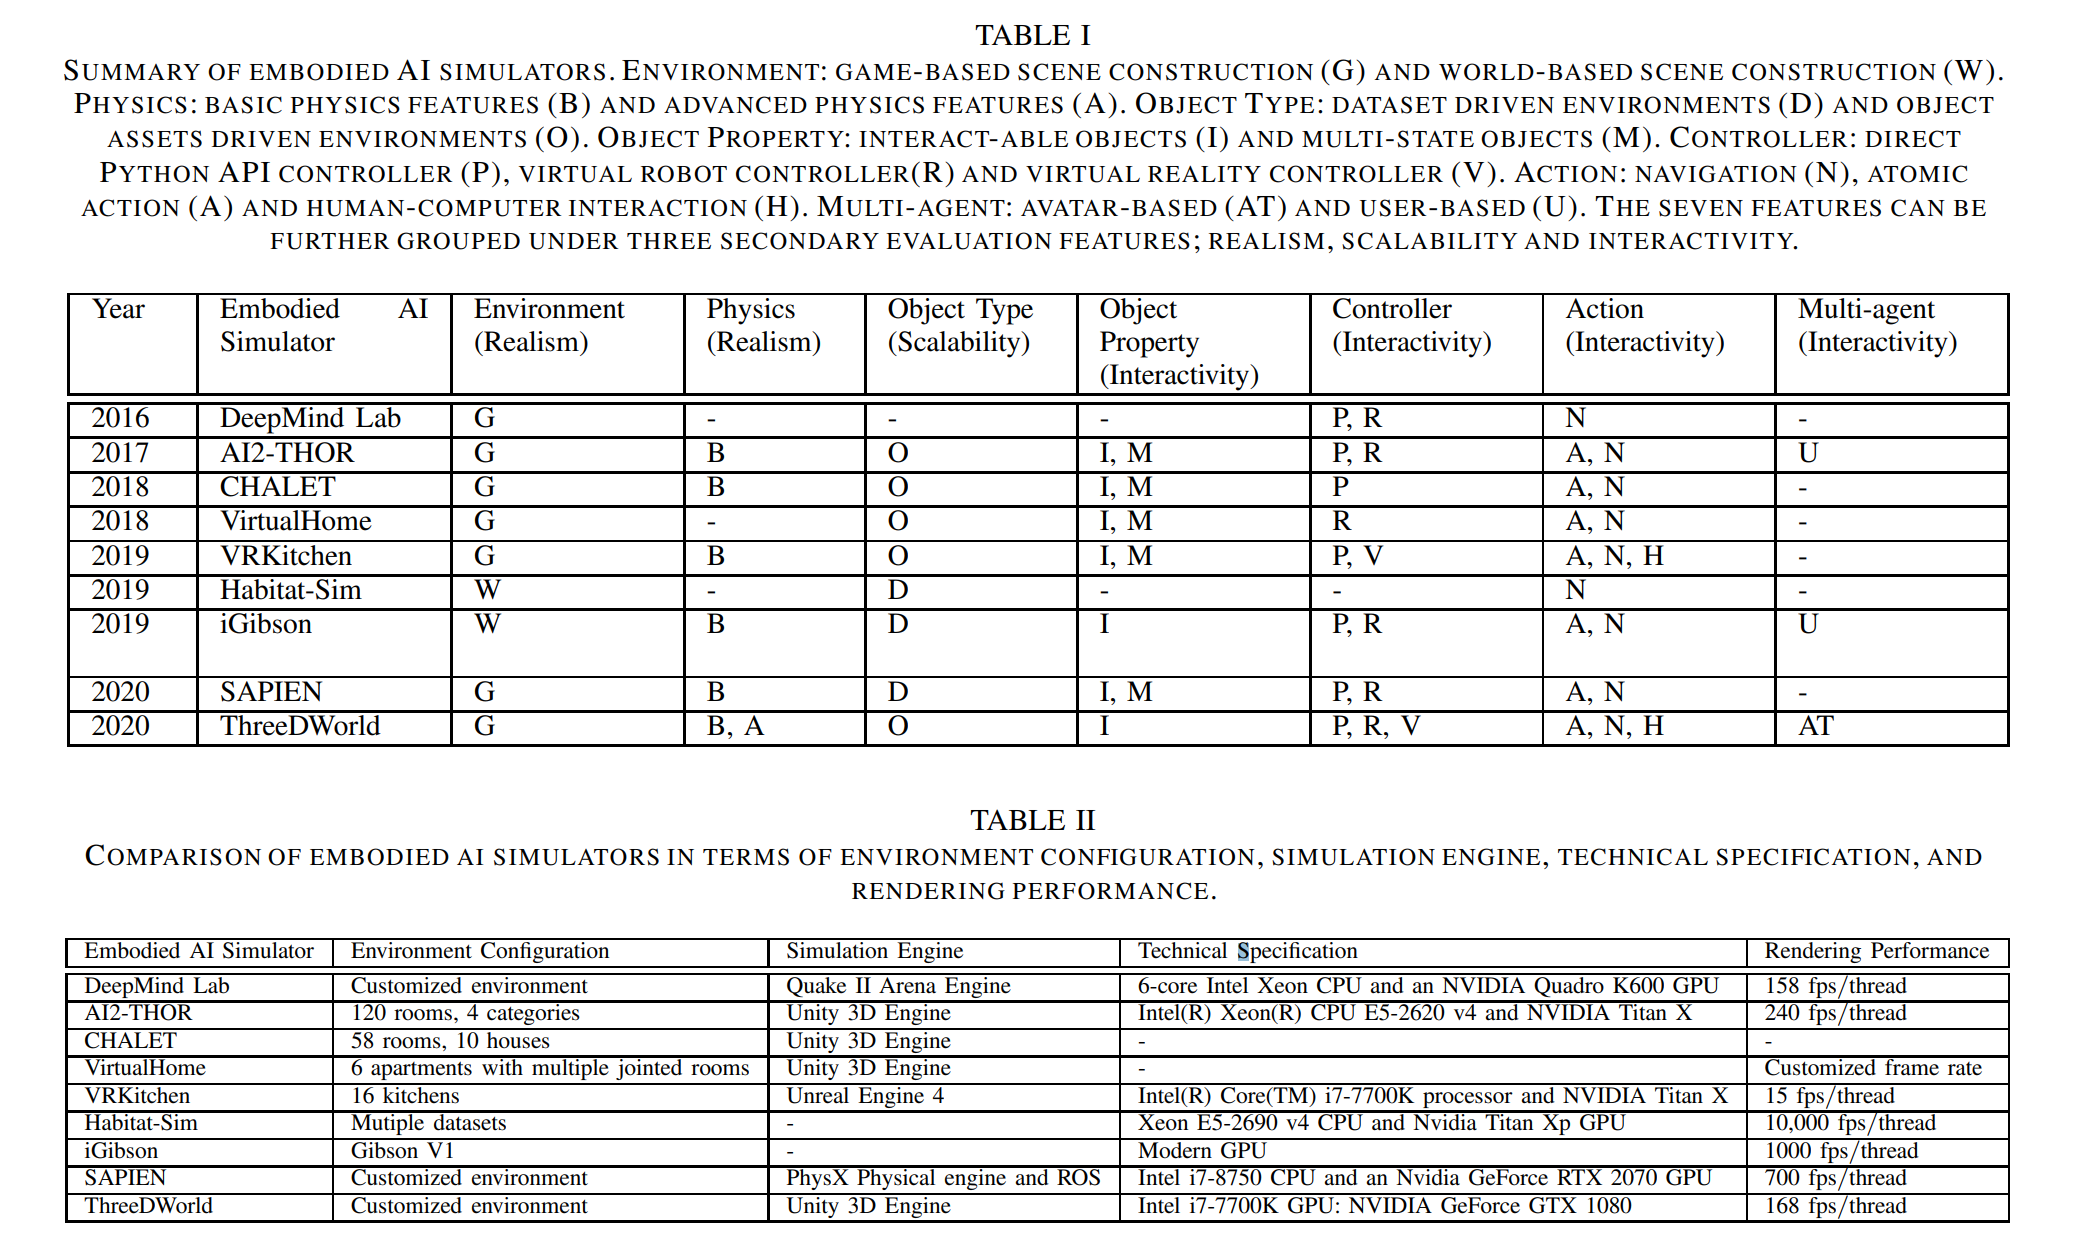 TABLE I
SUMMARY OF EMBODIED AI SIMULATORS. ENVIRONMENT: GAME-BASED SCENE CONSTRUCTION (G) AND WORLD-BASED SCENE CONSTRUCTION (W).
PHYSICS: BASIC PHYSICS FEATURES (B) AND ADVANCED PHYSICS FEATURES (A). OBJECT TYPE: DATASET DRIVEN ENVIRONMENTS (D) AND OBJECT
ASSETS DRIVEN ENVIRONMENTS (O). OBJECT PROPERTY: INTERACT-ABLE OBJECTS (I) AND MULTI-STATE OBJECTS (M). CONTROLLER: DIRECT
PYTHON API CONTROLLER (P), VIRTUAL ROBOT CONTROLLER(R) AND VIRTUAL REALITY CONTROLLER (V). ACTION: NAVIGATION (N), ATOMIC
ACTION (A) AND HUMAN-COMPUTER INTERACTION (H). MULTI-AGENT: AVATAR-BASED (AT) AND USER-BASED (U). THE SEVEN FEATURES CAN BE
FURTHER GROUPED UNDER THREE SECONDARY EVALUATION FEATURES; REALISM, SCALABILITY AND INTERACTIVITY.
Year Embodied AI Environment Physics Object Type Object Controller Action Multi-agent
Simulator (Realism) (Realism) (Scalability) Property (Interactivity) (Interactivity) (Interactivity)
(Interactivity)
2016 DeepMind Lab G - - - P, R N -
2017 AI2-THOR G B O I, M P, R A, N U
2018 CHALET G B O I, M P A, N -
2018 VirtualHome G - O I, M R A, N -
2019 VRKitchen G B O I, M P, V A, N, H -
2019 Habitat-Sim W - D - - N -
2019 iGibson W B D I P, R A, N U
2020 SAPIEN G B D I, M P, R A, N -
2020 ThreeDWorld G B, A O I P, R, V A, N, H AT
TABLE II
COMPARISON OF EMBODIED AI SIMULATORS IN TERMS OF ENVIRONMENT CONFIGURATION, SIMULATION ENGINE, TECHNICAL SPECIFICATION, AND
RENDERING PERFORMANCE.
Embodied AI Simulator Environment Configuration Simulation Engine Technical Specification Rendering Performance
DeepMind Lab Customized environment Quake II Arena Engine 6-core Intel Xeon CPU and an NVIDIA Quadro K600 GPU 158 fps/thread
AI2-THOR 120 rooms, 4 categories Unity 3D Engine Intel(R) Xeon(R) CPU E5-2620 v4 and NVIDIA Titan X 240 fps/thread
CHALET 58 rooms, 10 houses Unity 3D Engine - -
VirtualHome 6 apartments with multiple jointed rooms Unity 3D Engine - Customized frame rate
VRKitchen 16 kitchens Unreal Engine 4 Intel(R) Core(TM) i7-7700K processor and NVIDIA Titan X 15 fps/thread
Habitat-Sim Mutiple datasets - Xeon E5-2690 v4 CPU and Nvidia Titan Xp GPU 10,000 fps/thread
iGibson Gibson V1 - Modern GPU 1000 fps/thread
SAPIEN Customized environment PhysX Physical engine and ROS Intel i7-8750 CPU and an Nvidia GeForce RTX 2070 GPU 700 fps/thread
ThreeDWorld Customized environment Unity 3D Engine Intel i7-7700K GPU: NVIDIA GeForce GTX 1080 168 fps/thread